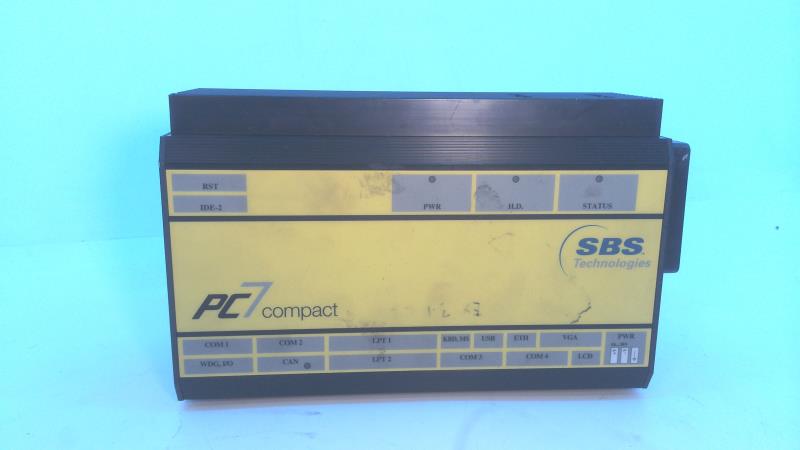 RST
IDE-2
PWR H.D. STATUS
SBS
Technologies
PC7 compact
COM 1 COM 2 LPT 1 KBD, MS USB ETH VGA PWR
WDG, I/O CAN LPT 2 COM 3 COM 4 LCD